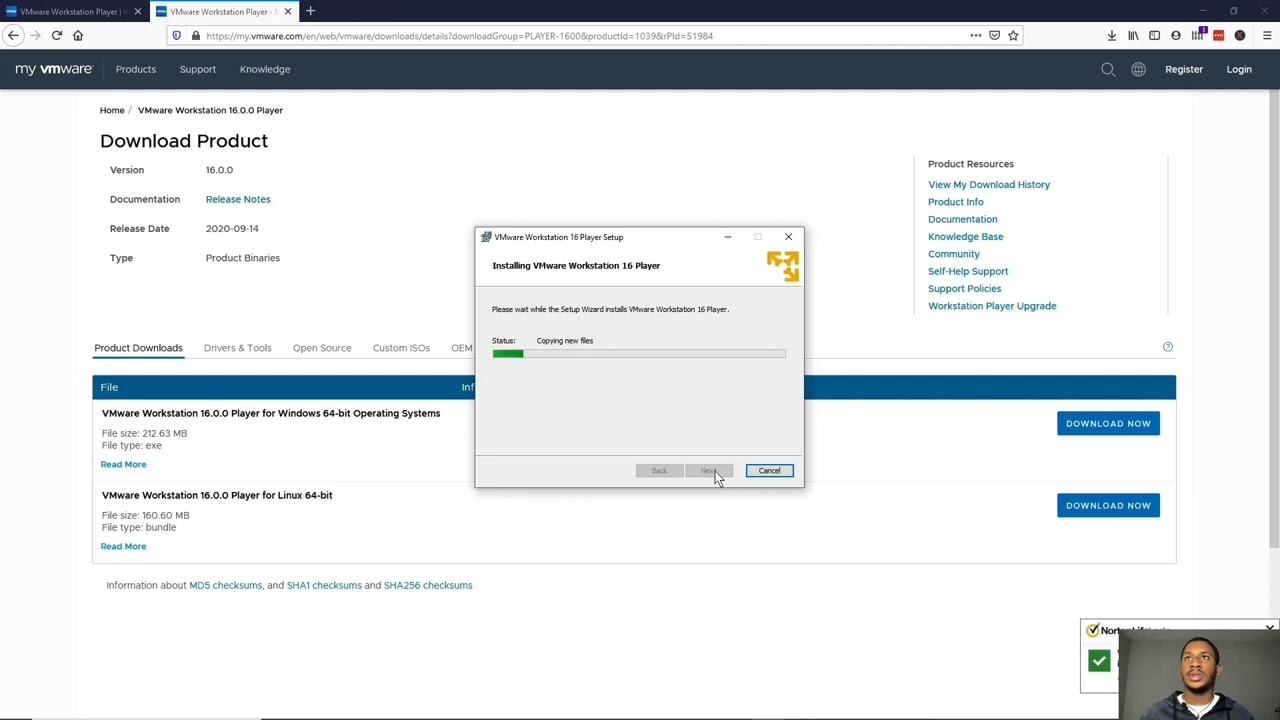 VMware Workstation Player |
VMware Workstation Player -
https://my.vmware.com/en/web/vmware/downloads/details?downloadGroup=PLAYER-1600&productId=1039&rPId=51984
my vmware
Products
Support
Knowledge
Register
Login
Home / VMware Workstation 16.0.0 Player
Download Product
Version 16.0.0
Documentation Release Notes
Release Date 2020-09-14
Type Product Binaries
Product Resources
View My Download History
Product Info
Documentation
Knowledge Base
Community
Self-Help Support
Support Policies
Workstation Player Upgrade
VMware Workstation 16 Player Setup
Installing VMware Workstation 16 Player
Please wait while the Setup Wizard installs VMware Workstation 16 Player.
Status: Copying new files
Back
Next
Cancel
Product Downloads
Drivers & Tools
Open Source
Custom ISOs
OEM
File
Inf
VMware Workstation 16.0.0 Player for Windows 64-bit Operating Systems
File size: 212.63 MB
File type: exe
Read More
DOWNLOAD NOW
VMware Workstation 16.0.0 Player for Linux 64-bit
File size: 160.60 MB
File type: bundle
Read More
DOWNLOAD NOW
Information about MD5 checksums, and SHA1 checksums and SHA256 checksums